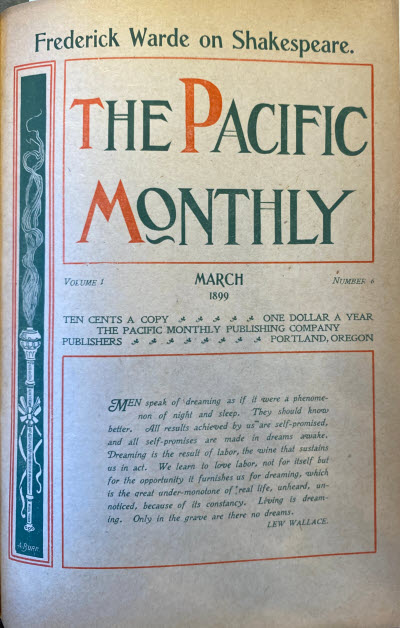 Frederick Warde on Shakespeare.
THE PACIFIC
MONTHLY
VOLUME I MARCH NUMBER 6
1899
TEN CENTS A COPY ONE DOLLAR A YEAR
THE PACIFIC MONTHLY PUBLISHING COMPANY
PUBLISHERS PORTLAND, OREGON
MEN speak of dreaming as if it were a phenome-
non of night and sleep. They should know
better. All results achieved by us are self-promised,
and all self-promises are made in dreams awake.
Dreaming is the result of labor, the wine that sustains
us in act. We learn to love labor, not for itself but
for the opportunity it furnishes us for dreaming, which
is the great under-monotone of real life, unheard, un-
noticed, because of its constancy. Living is dream-
ing. Only in the grave are there no dreams.
LEW WALLACE.
A. BURR.